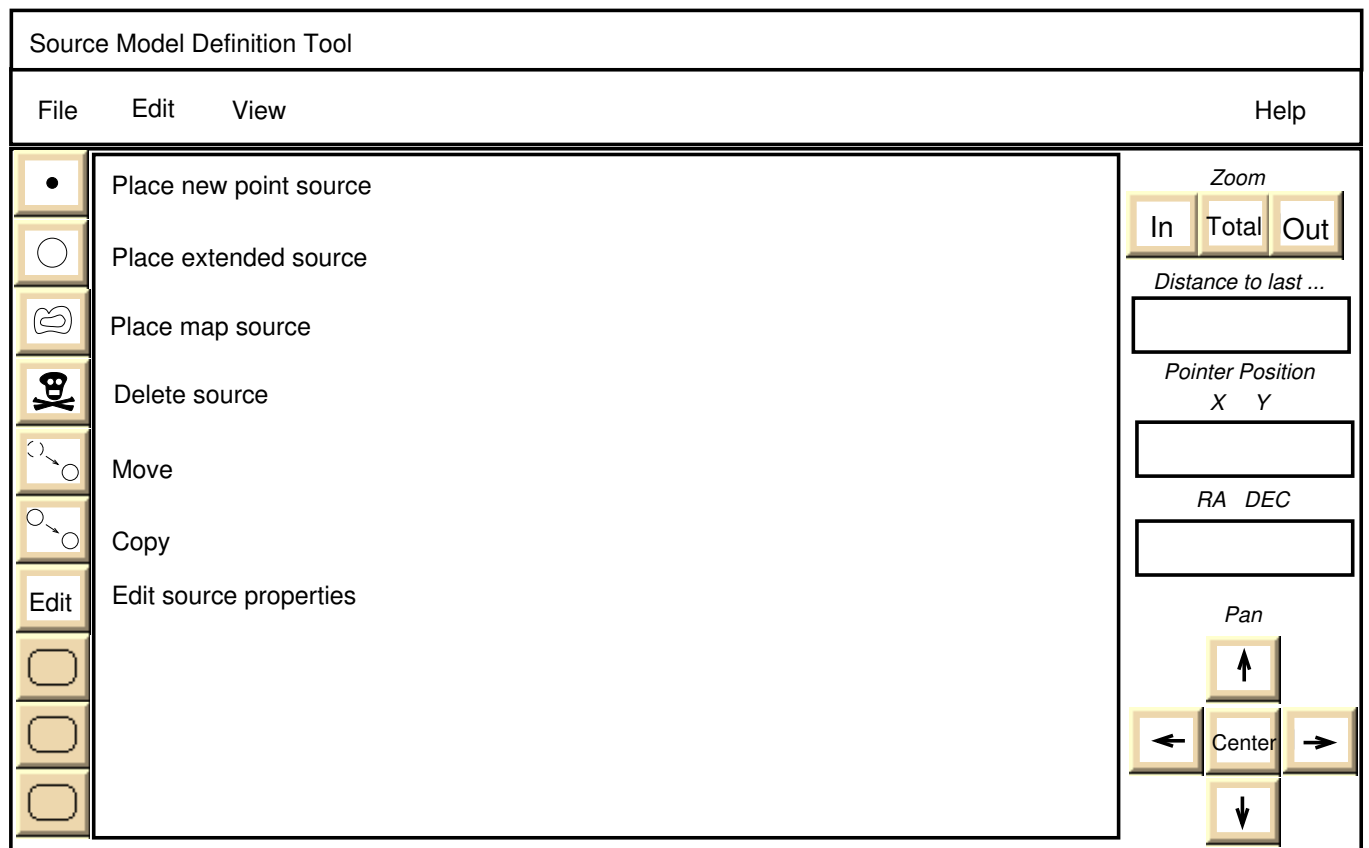 Source Model Definition Tool
File Edit View Help
Place new point source
Place extended source
Place map source
Delete source
Move
Copy
Edit Edit source properties
Zoom
In Total Out
Distance to last ...
Pointer Position
X Y
RA DEC
Pan
Center